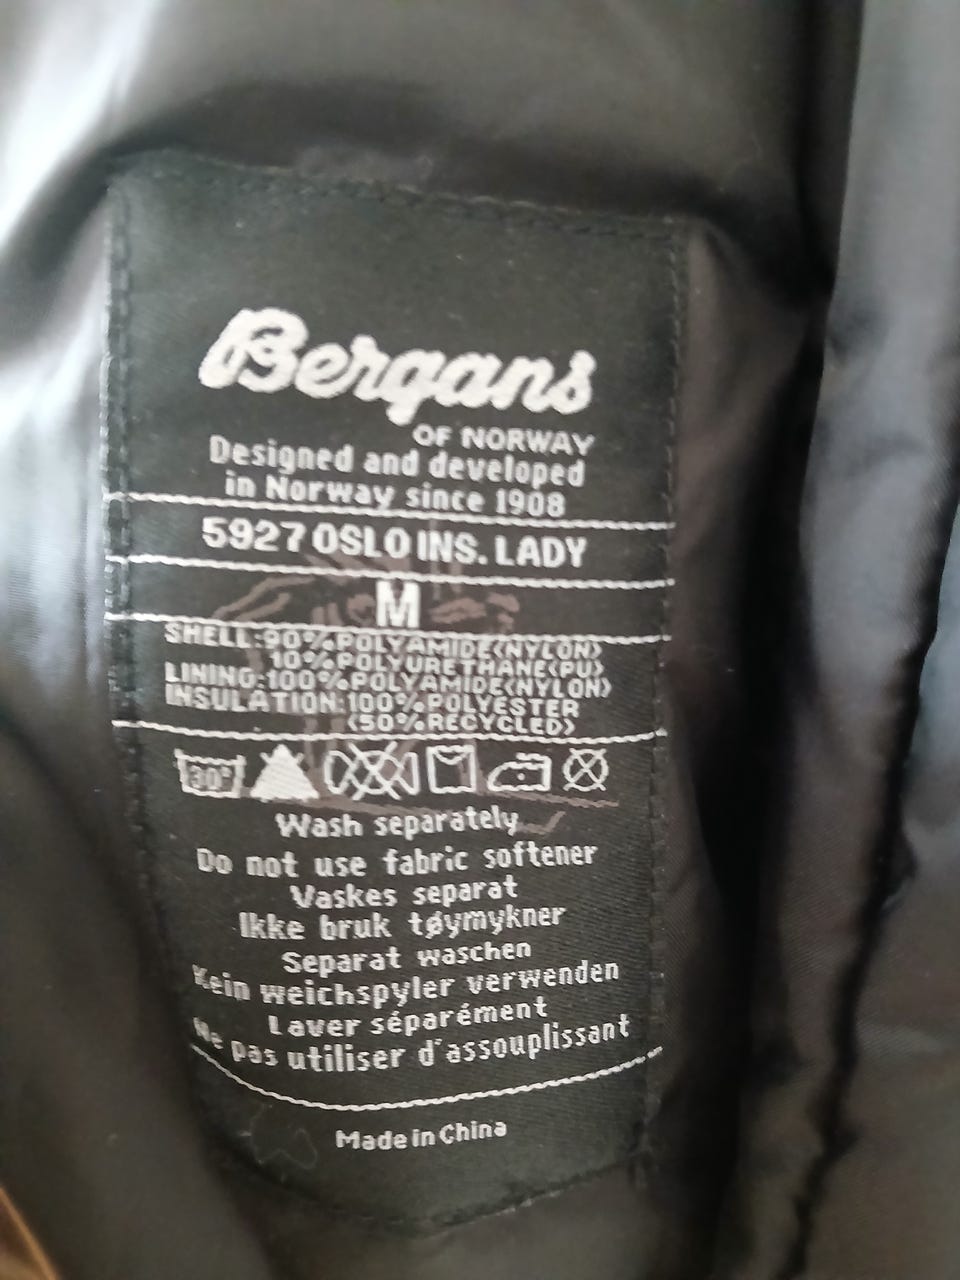 Bergans
OF NORWAY
Designed and developed
in Norway since 1908
5927 OSLO INS. LADY
M
SHELL:90%POLYAMIDE(NYLON)
10%POLYURETHANE(PU)
LINING:100%POLYAMIDE(NYLON)
INSULATION:100%POLYESTER
(50%RECYCLED)
30°
Wash separately
Do not use fabric softener
Vaskes separat
Ikke bruk tøymykner
Separat waschen
Kein weichspyler verwenden
Laver séparément
Ne pas utiliser d'assouplissant
Made in China